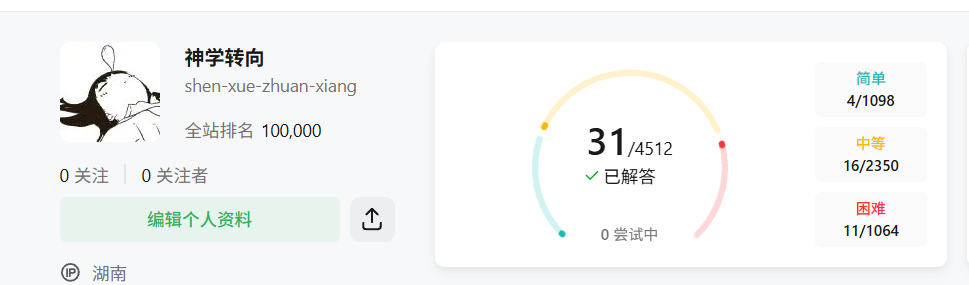 神学转向
shen-xue-zhuan-xiang
全站排名 100,000
0 关注
0 关注者
编辑个人资料
IP 湖南
31/4512
已解答
0 尝试中
简单
4/1098
中等
16/2350
困难
11/1064